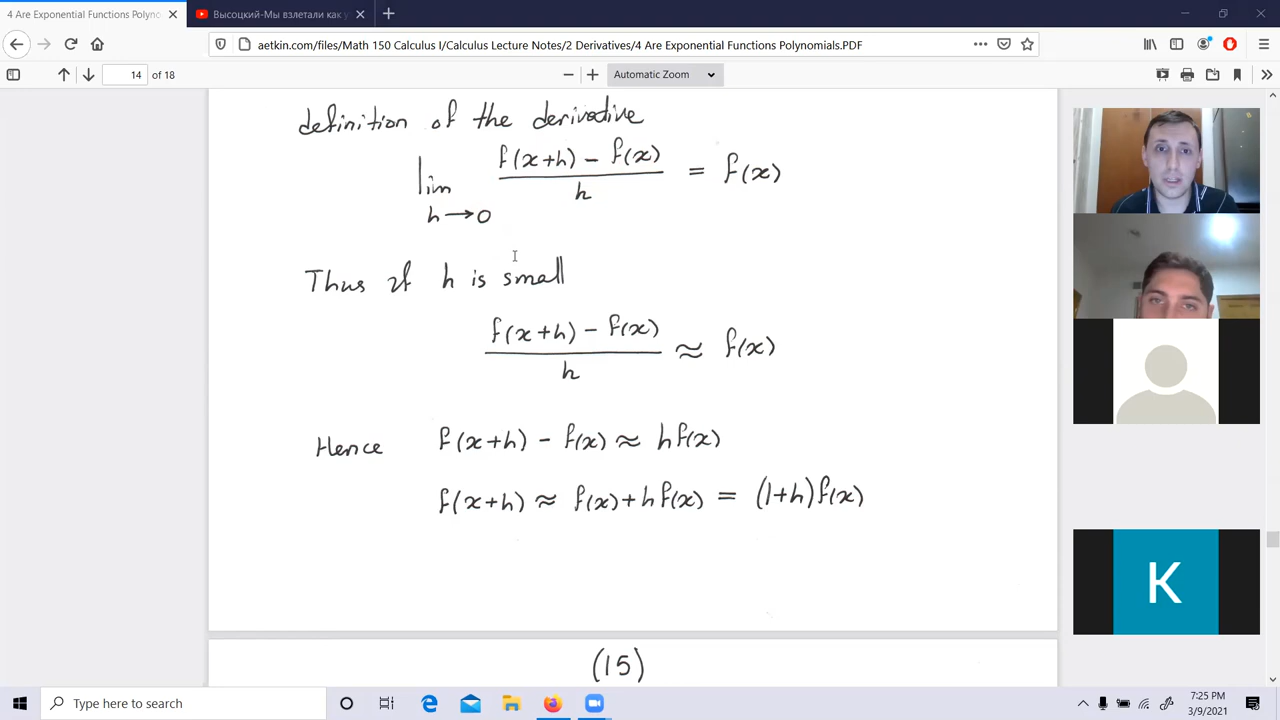 4 Are Exponential Functions Polyno
Высоцкий-Мы взлетали как у
aetkin.com/files/Math 150 Calculus I/Calculus Lecture Notes/2 Derivatives/4 Are Exponential Functions Polynomials.PDF
14 of 18
Automatic Zoom
definition of the derivative
lim f(x+h) - f(x) / h = f(x)
h→0
Thus if h is small
f(x+h) - f(x) / h ≈ f(x)
Hence f(x+h) - f(x) ≈ hf(x)
f(x+h) ≈ f(x)+hf(x) = (1+h)f(x)
(15)
K
Type here to search
7:25 PM
3/9/2021